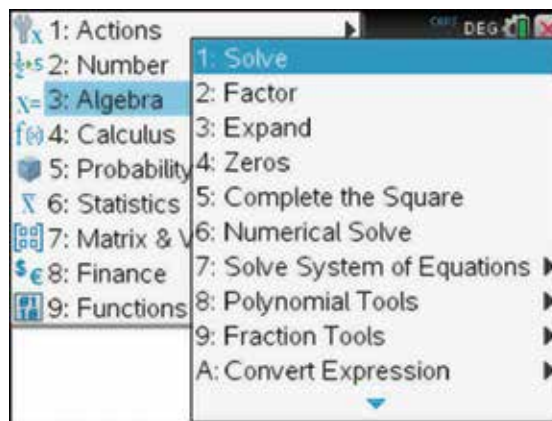 1: Actions
2: Number
3: Algebra
4: Calculus
5: Probability
6: Statistics
7: Matrix & V
8: Finance
9: Functions
DEG
1: Solve
2: Factor
3: Expand
4: Zeros
5: Complete the Square
6: Numerical Solve
7: Solve System of Equations
8: Polynomial Tools
9: Fraction Tools
A: Convert Expression